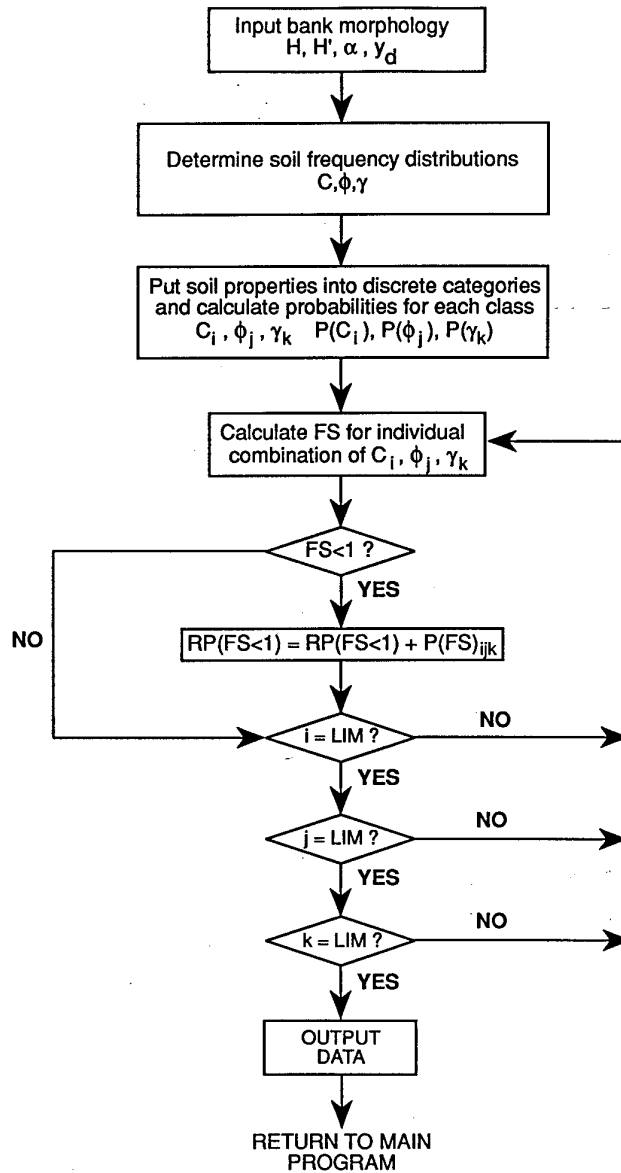 Input bank morphology
H, H', α , y_d
Determine soil frequency distributions
C,ϕ,γ
Put soil properties into discrete categories
and calculate probabilities for each class
C_i , ϕ_j , γ_k P(C_i), P(ϕ_j), P(γ_k)
Calculate FS for individual
combination of C_i , ϕ_j , γ_k
FS<1 ?
YES
NO
RP(FS<1) = RP(FS<1) + P(FS)_ijk
i = LIM ?
NO
YES
j = LIM ?
NO
YES
k = LIM ?
NO
YES
OUTPUT
DATA
RETURN TO MAIN
PROGRAM